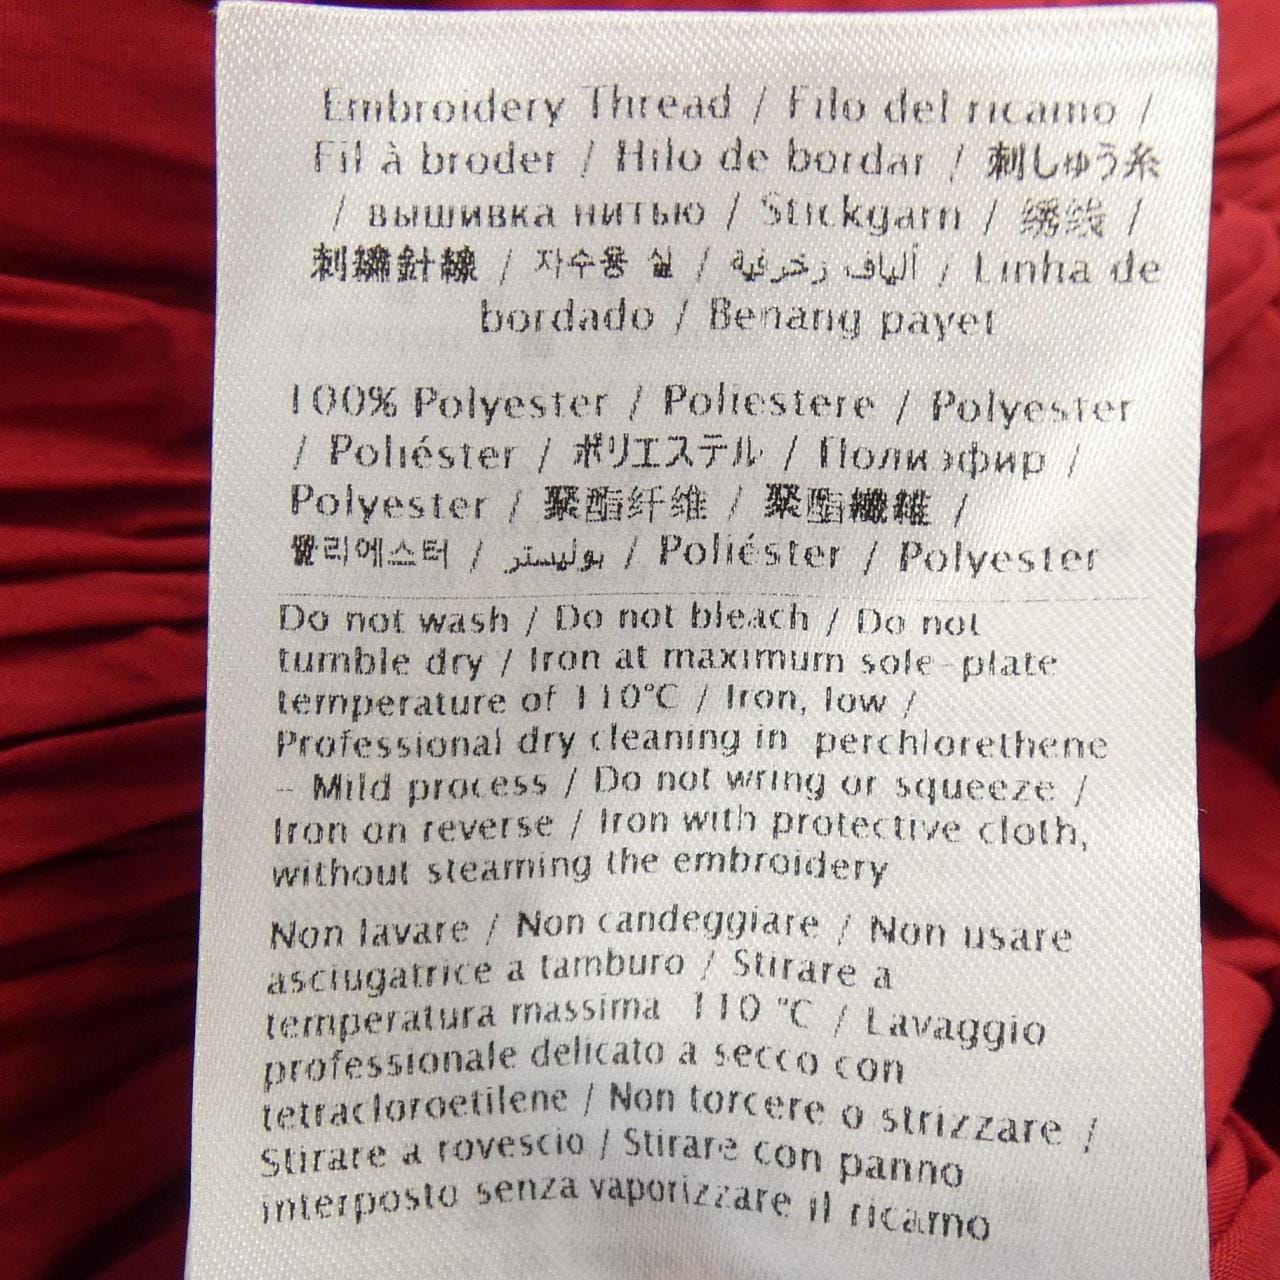 Embroidery Thread / Filo del ricamo /
Fil à broder / Hilo de bordar / 刺しゅう糸
/ вышивка нитью / Stickgarn / 绣线 /
刺繡針線 / 자수용 실 / ألياف زخرفية / Linha de
bordado / Benang payet
100% Polyester / Poliestere / Polyester
/ Poliéster / ポリエステル / Полиэфир /
Polyester / 聚酯纤维 / 聚酯纖維 /
폴리에스터 / بوليستر / Poliéster / Polyester
Do not wash / Do not bleach / Do not
tumble dry / Iron at maximum sole-plate
temperature of 110°C / Iron, low /
Professional dry cleaning in perchlorethene
- Mild process / Do not wring or squeeze /
Iron on reverse / Iron with protective cloth,
without steaming the embroidery
Non lavare / Non candeggiare / Non usare
asciugatrice a tamburo / Stirare a
temperatura massima 110 °C / Lavaggio
professionale delicato a secco con
tetracloroetilene / Non torcere o strizzare /
Stirare a rovescio / Stirare con panno
interposto senza vaporizzare il ricamo